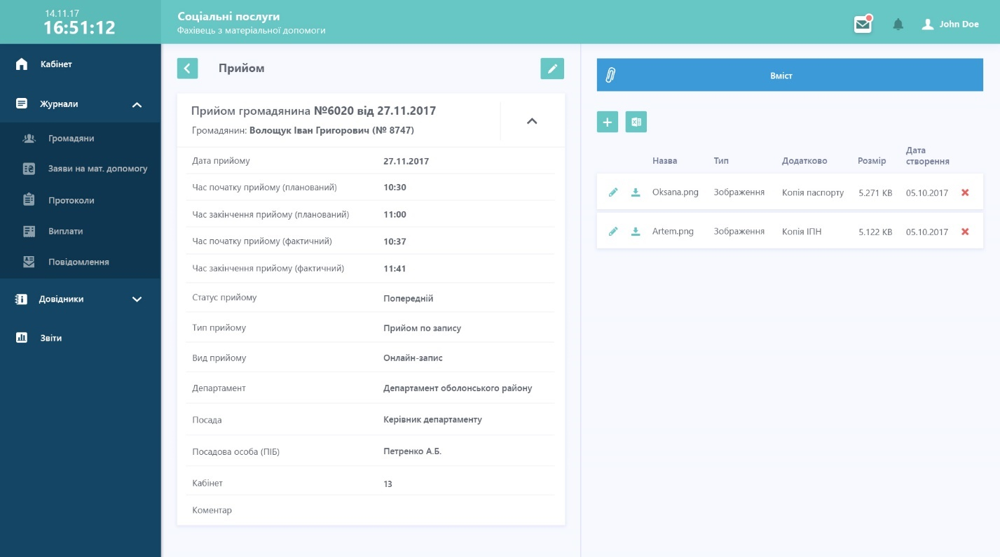 14.11.17
16:51:12
Соціальні послуги
Фахівець з матеріальної допомоги
John Doe
Кабінет
Журнали
Громадяни
Заяви на мат. допомогу
Протоколи
Виплати
Повідомлення
Довідники
Звіти
Прийом
Прийом громадянина №6020 від 27.11.2017
Громадянин: Волощук Іван Григорович (№ 8747)
Дата прийому 27.11.2017
Час початку прийому (планований) 10:30
Час закінчення прийому (планований) 11:00
Час початку прийому (фактичний) 10:37
Час закінчення прийому (фактичний) 11:41
Статус прийому Попередній
Тип прийому Прийом по запису
Вид прийому Онлайн-запис
Департамент Департамент оболонського району
Посада Керівник департаменту
Посадова особа (ПІБ) Петренко А.Б.
Кабінет 13
Коментар
Вміст
Назва Тип Додатково Розмір Дата створення
Oksana.png Зображення Копія паспорту 5.271 KB 05.10.2017
Artem.png Зображення Копія ІПН 5.122 KB 05.10.2017